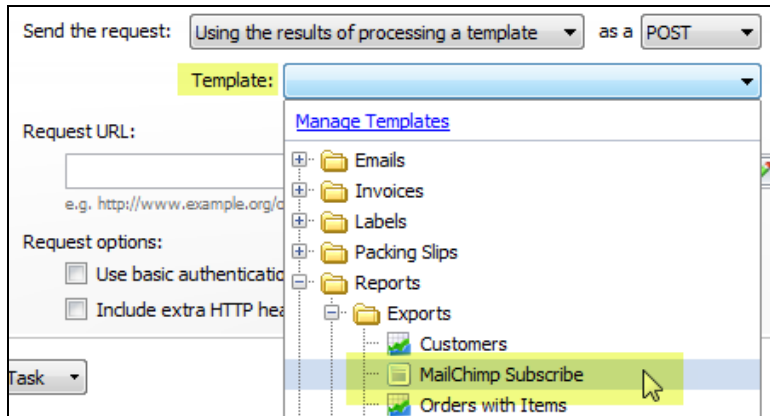 Send the request: Using the results of processing a template as a POST
Template:
Manage Templates
Request URL:
Emails
Invoices
e.g. http://www.example.org/
Labels
Request options:
Packing Slips
Use basic
Reports
Include extra HTTP
Exports
Customers
Task
MailChimp Subscribe
Orders with Items